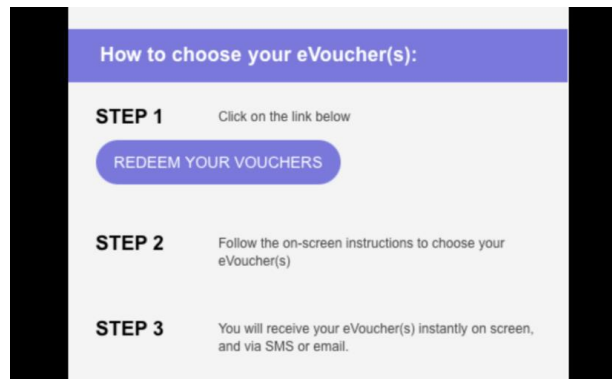 How to choose your eVoucher(s):
STEP 1 Click on the link below
REDEEM YOUR VOUCHERS
STEP 2 Follow the on-screen instructions to choose your
eVoucher(s)
STEP 3 You will receive your eVoucher(s) instantly on screen,
and via SMS or email.